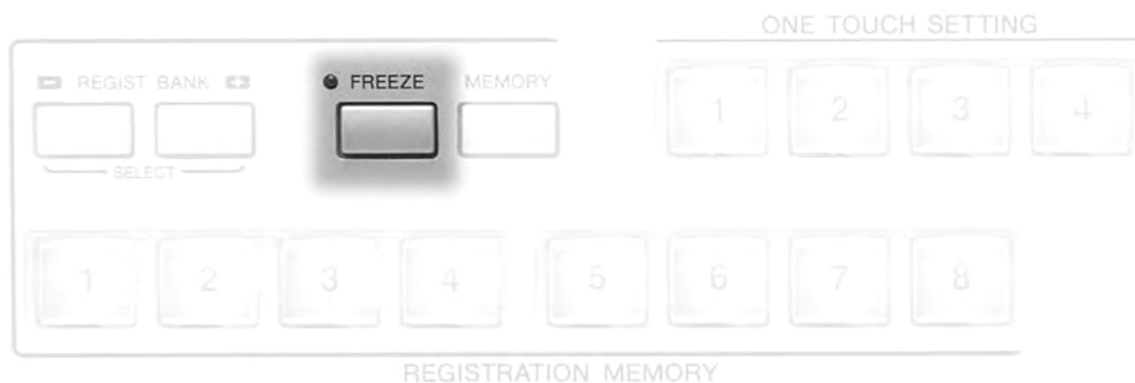 ONE TOUCH SETTING
REGIST BANK
FREEZE
MEMORY
1 2 3 4
SELECT
1 2 3 4 5 6 7 8
REGISTRATION MEMORY